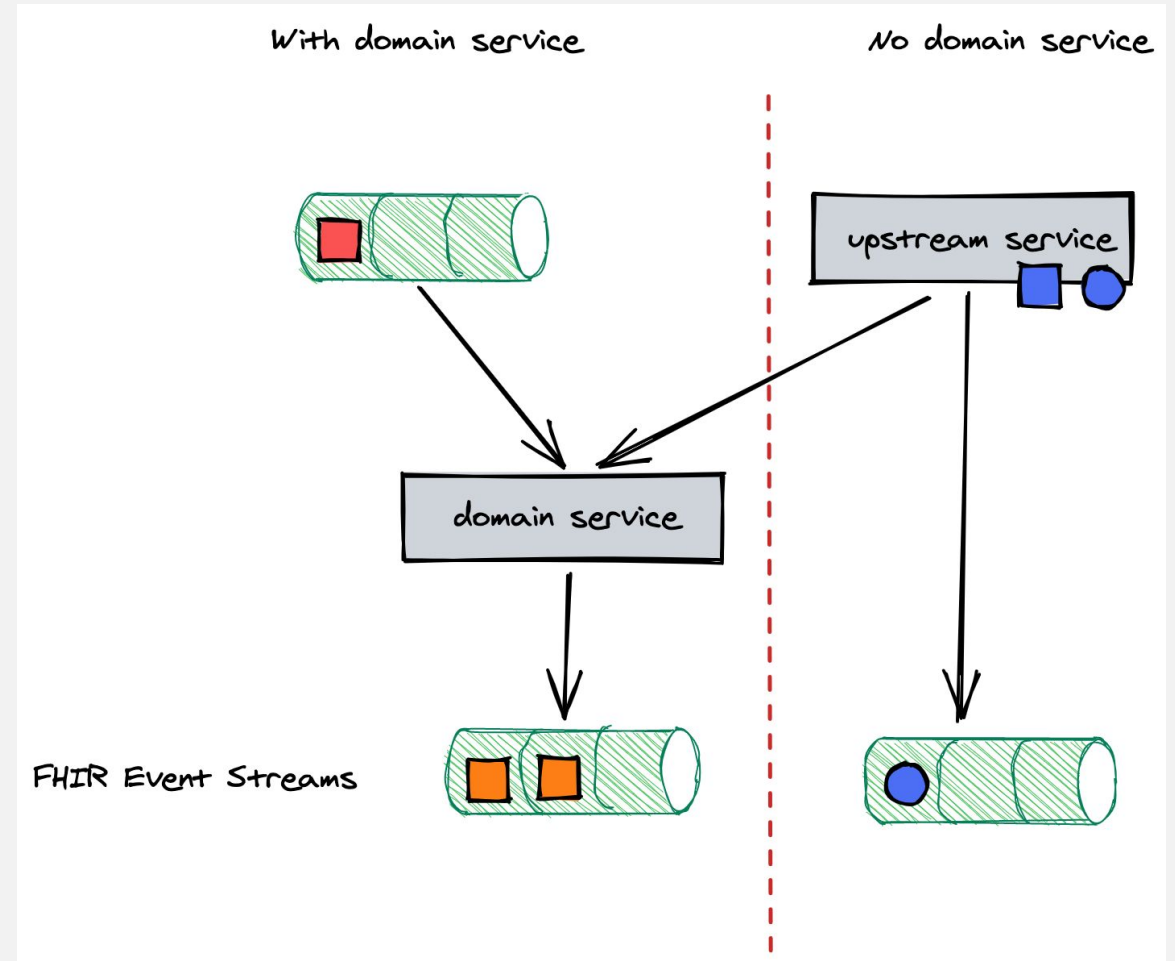 With domain service
No domain service
upstream service
domain service
FHIR Event Streams